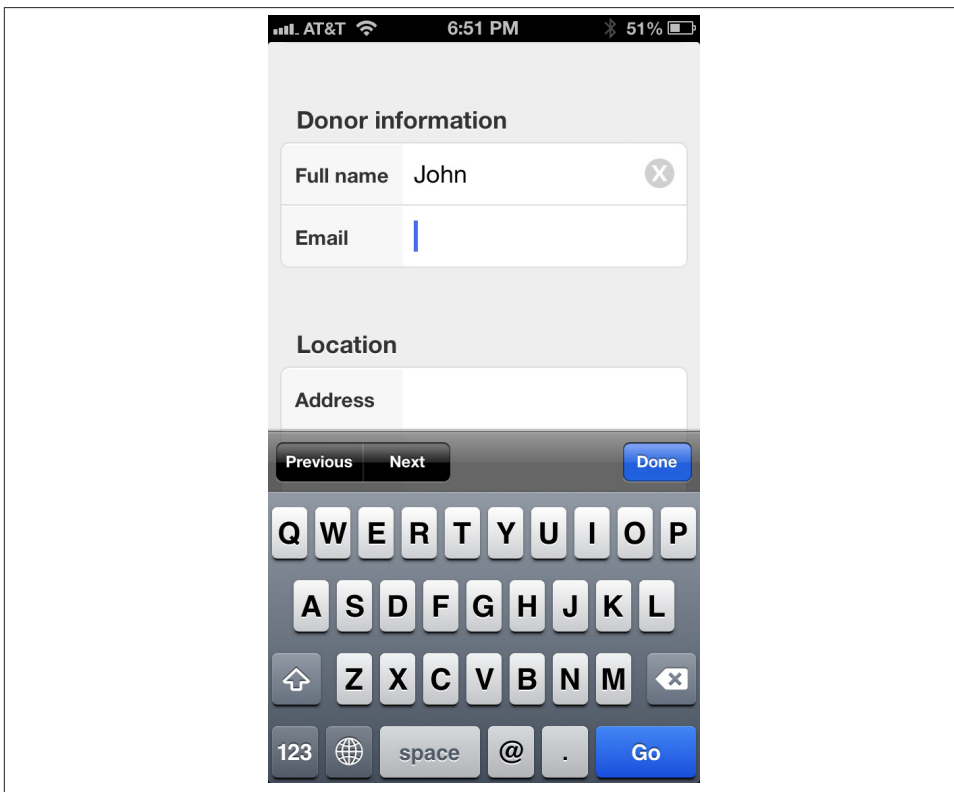 AT&T 6:51 PM 51%
Donor information
Full name John X
Email
Location
Address
Previous Next Done
Q W E R T Y U I O P
A S D F G H J K L
Z X C V B N M
123 space @ . Go